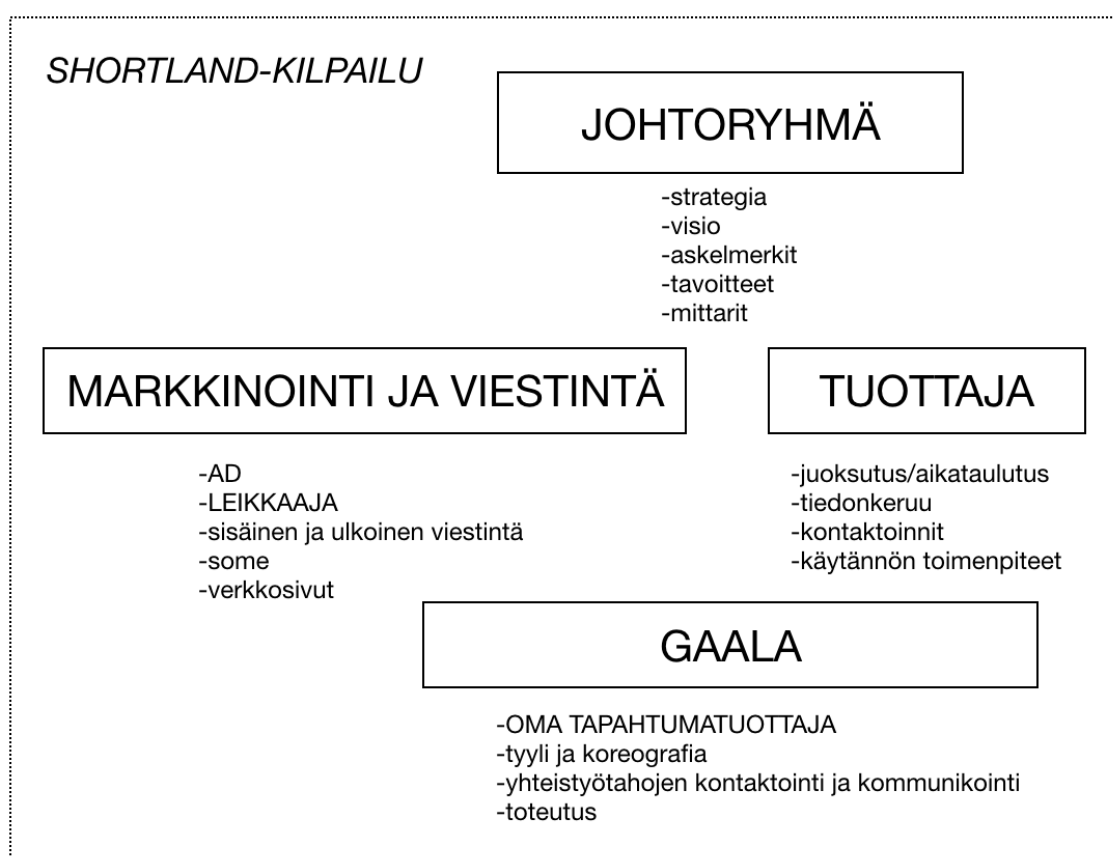 SHORTLAND-KILPAILU
JOHTORYHMÄ
-strategia
-visio
-askelmerkit
-tavoitteet
-mittarit
MARKKINOINTI JA VIESTINTÄ
-AD
-LEIKKAAJA
-sisäinen ja ulkoinen viestintä
-some
-verkkosivut
TUOTTAJA
-juoksutus/aikataulutus
-tiedonkeruu
-kontaktoinnit
-käytännön toimenpiteet
GAALA
-OMA TAPAHTUMATUOTTAJA
-tyyli ja koreografia
-yhteistyötahojen kontaktointi ja kommunikointi
-toteutus